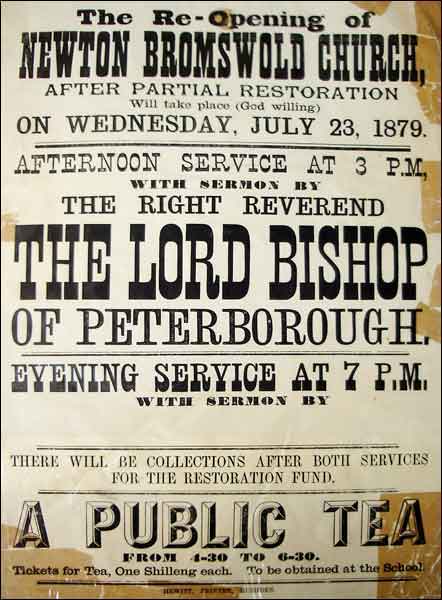 The Re-Opening of
NEWTON BROMSWOLD CHURCH,
AFTER PARTIAL RESTORATION
Will take place (God willing)
ON WEDNESDAY, JULY 23, 1879.
AFTERNOON SERVICE AT 3 P.M,
WITH SERMON BY
THE RIGHT REVEREND
THE LORD BISHOP
OF PETERBOROUGH.
EVENING SERVICE AT 7 P.M.
WITH SERMON BY
THERE WILL BE COLLECTIONS AFTER BOTH SERVICES
FOR THE RESTORATION FUND.
A PUBLIC TEA
FROM 4-30 TO 6-30.
Tickets for Tea, One Shilleng each. To be obtained at the School.
HEWITT, PRINTER, RUSHDEN.